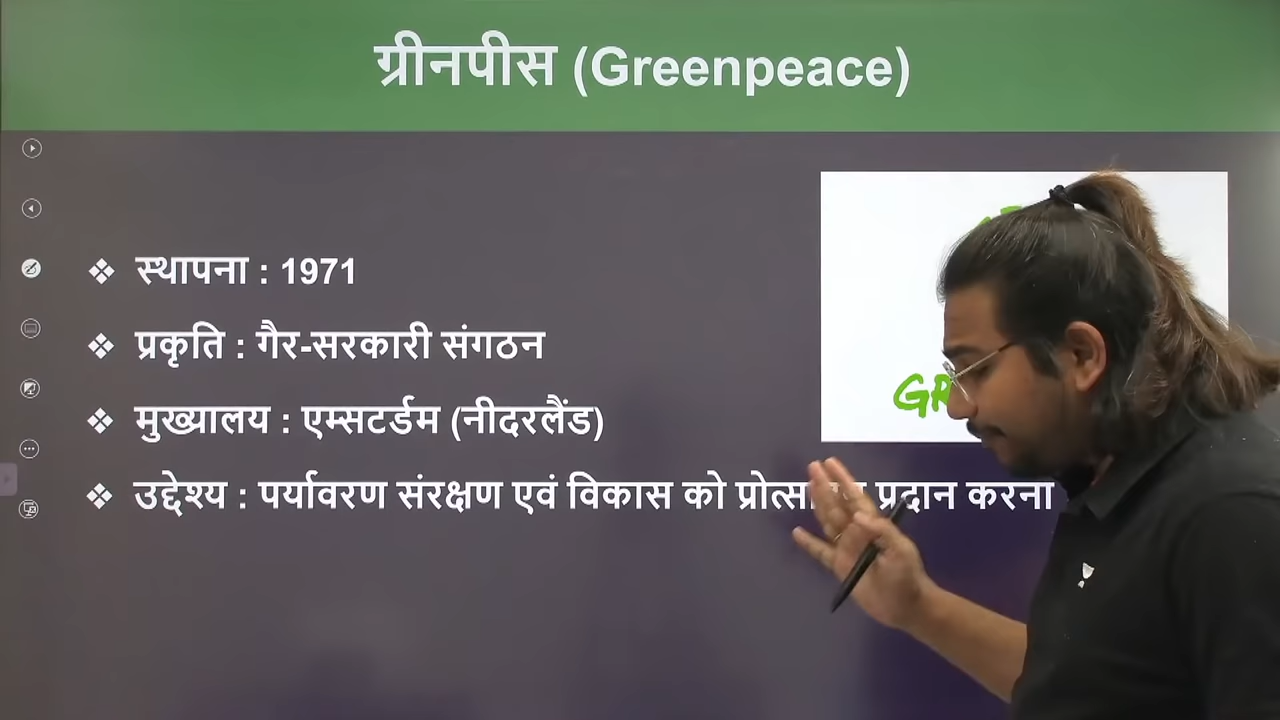 ग्रीनपीस (Greenpeace)
❖ स्थापना : 1971
❖ प्रकृति : गैर-सरकारी संगठन
❖ मुख्यालय : एम्सटर्डम (नीदरलैंड)
❖ उद्देश्य : पर्यावरण संरक्षण एवं विकास को प्रदान करना